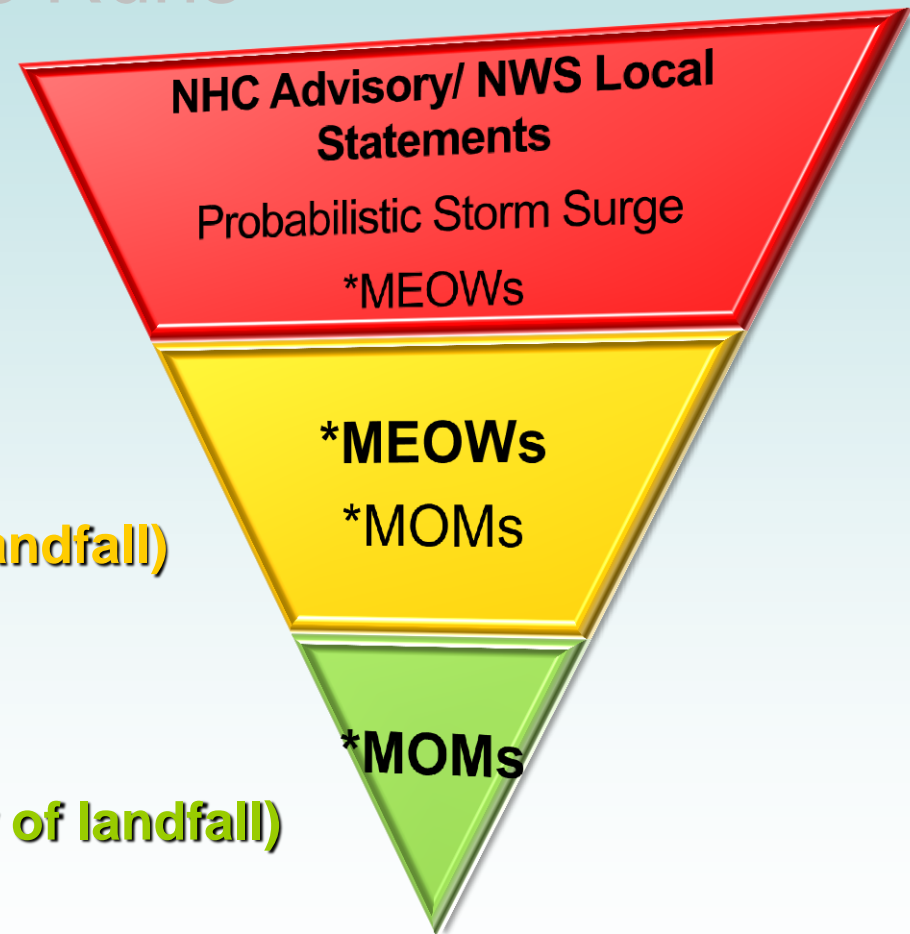 NHC Advisory/ NWS Local
Statements
Probabilistic Storm Surge
*MEOWs
*MEOWs
*MOMs
andfall)
*MOMs
of landfall)